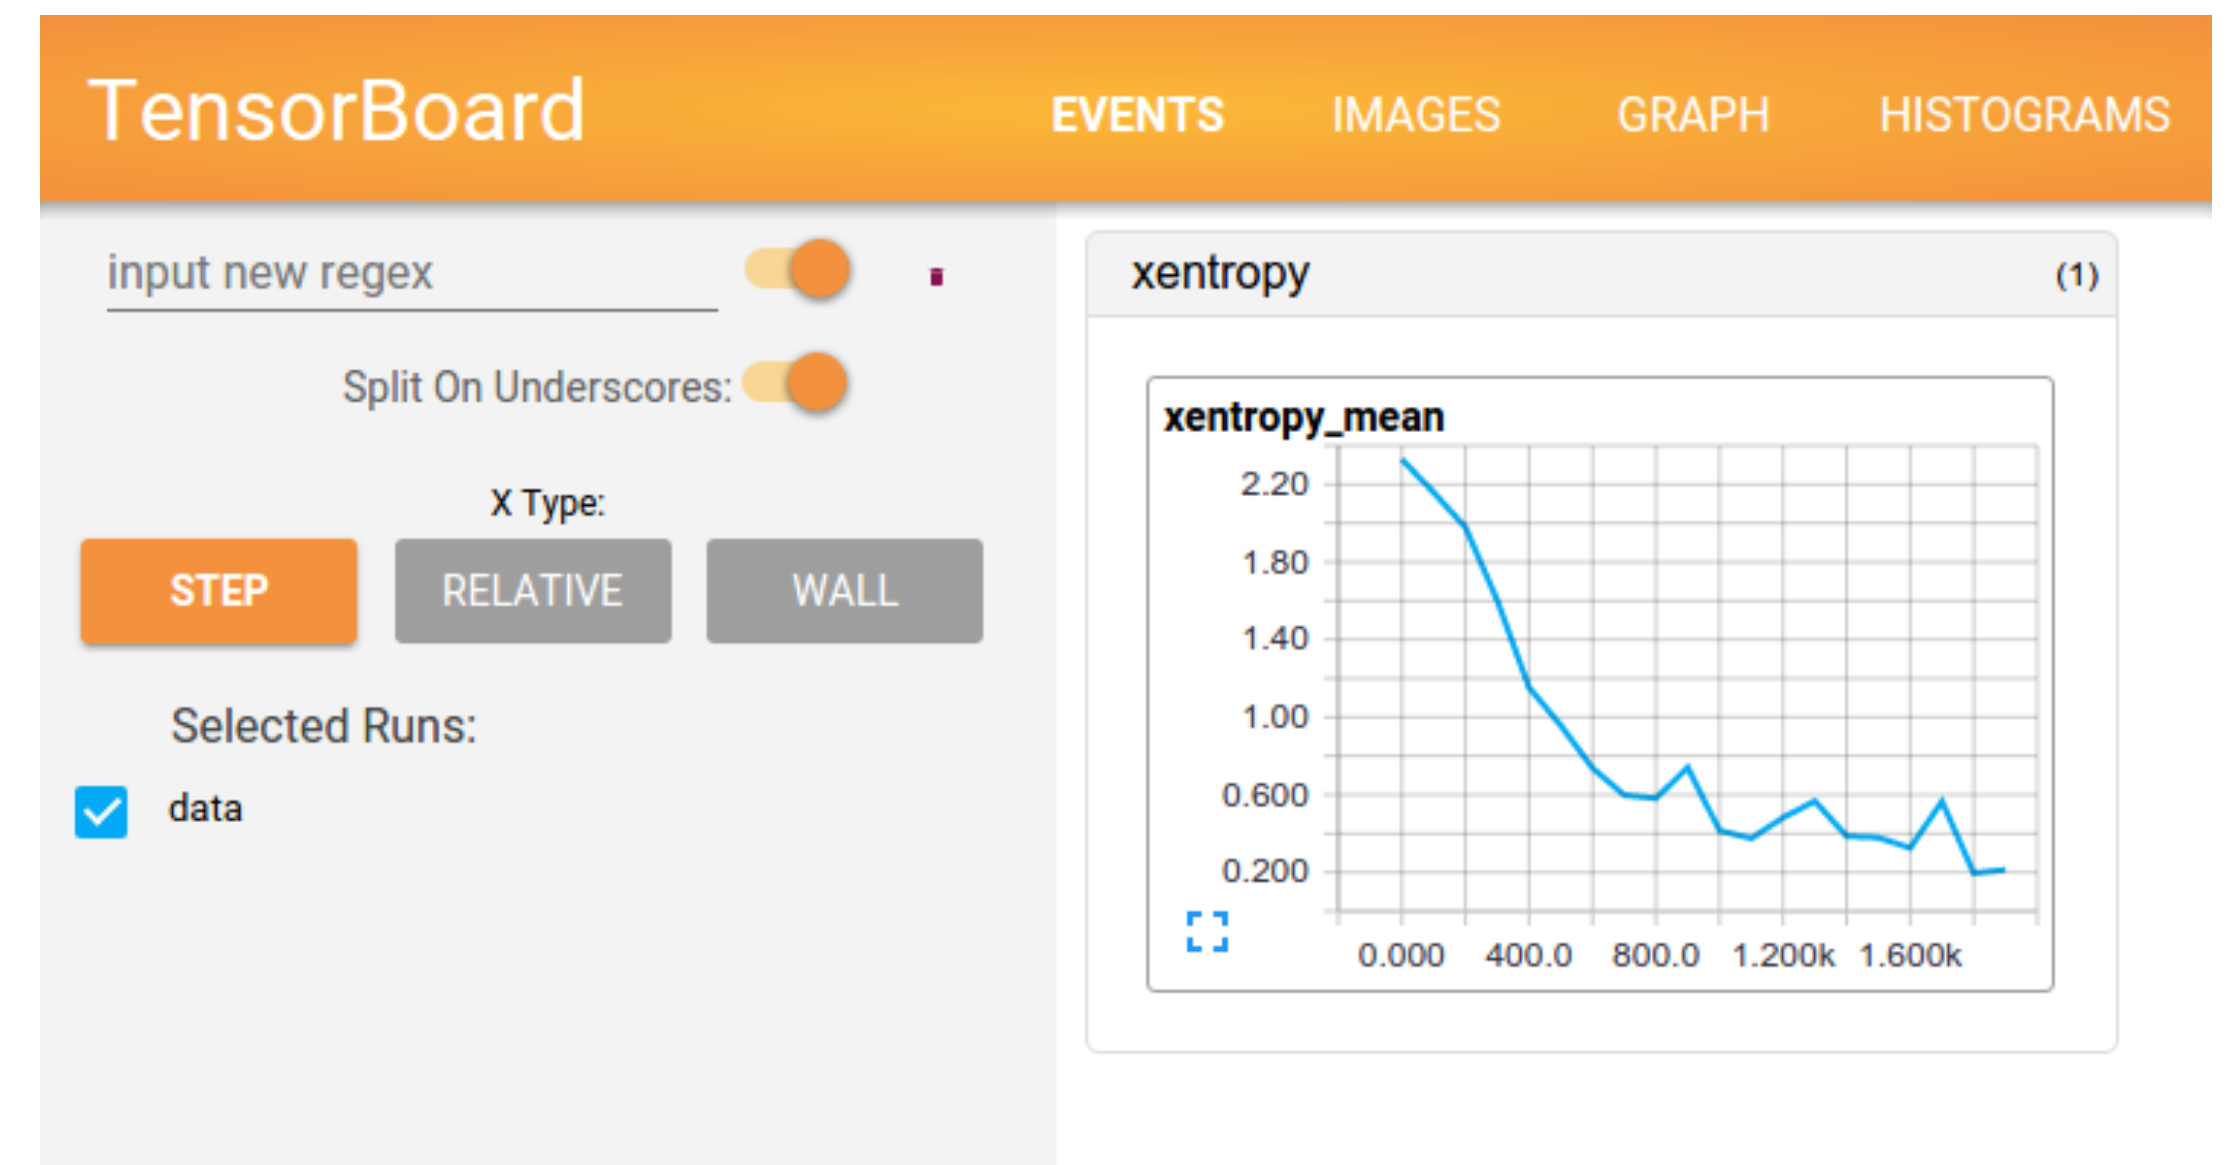 TensorBoard
EVENTS IMAGES GRAPH HISTOGRAMS
input new regex
Split On Underscores:
X Type:
STEP RELATIVE WALL
Selected Runs:
data
xentropy (1)
xentropy_mean
2.20
1.80
1.40
1.00
0.600
0.200
0.000 400.0 800.0 1.200k 1.600k